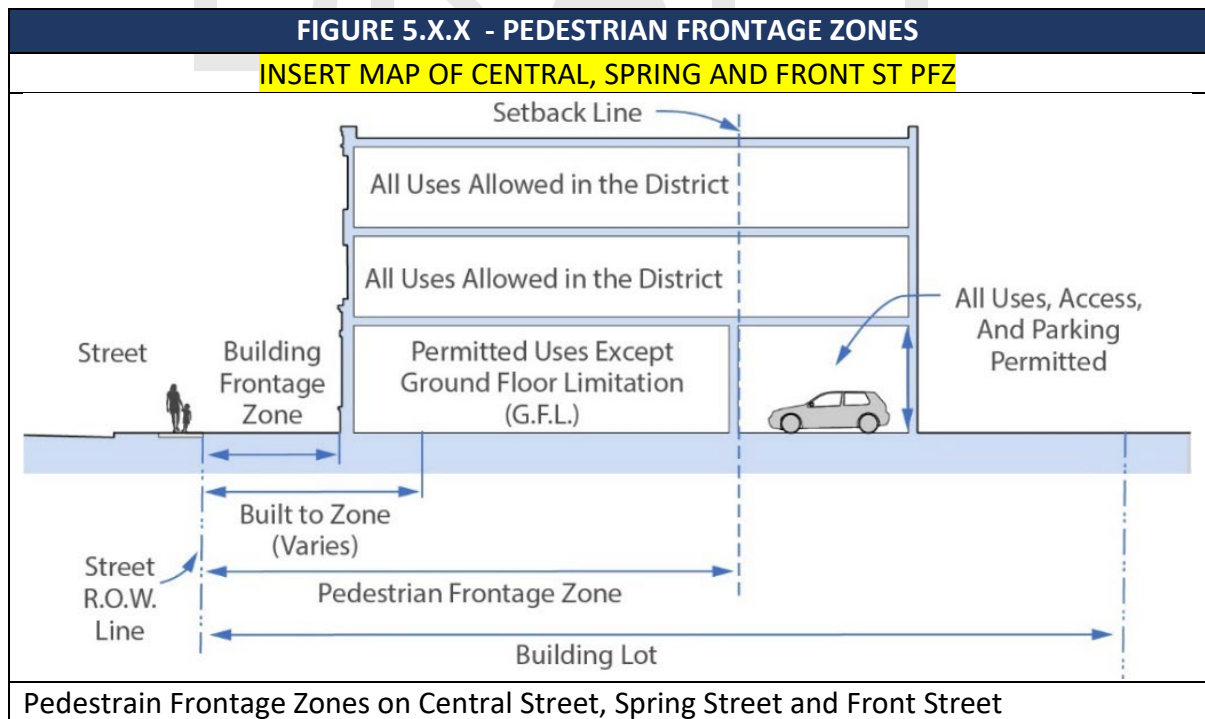 FIGURE 5.X.X - PEDESTRIAN FRONTAGE ZONES
INSERT MAP OF CENTRAL, SPRING AND FRONT ST PFZ
Setback Line
All Uses Allowed in the District
All Uses Allowed in the District
All Uses, Access,
And Parking
Permitted
Street
Building
Frontage
Zone
Permitted Uses Except
Ground Floor Limitation
(G.F.L.)
Built to Zone
(Varies)
Street
R.O.W.
Line
Pedestrian Frontage Zone
Building Lot
Pedestrain Frontage Zones on Central Street, Spring Street and Front Street